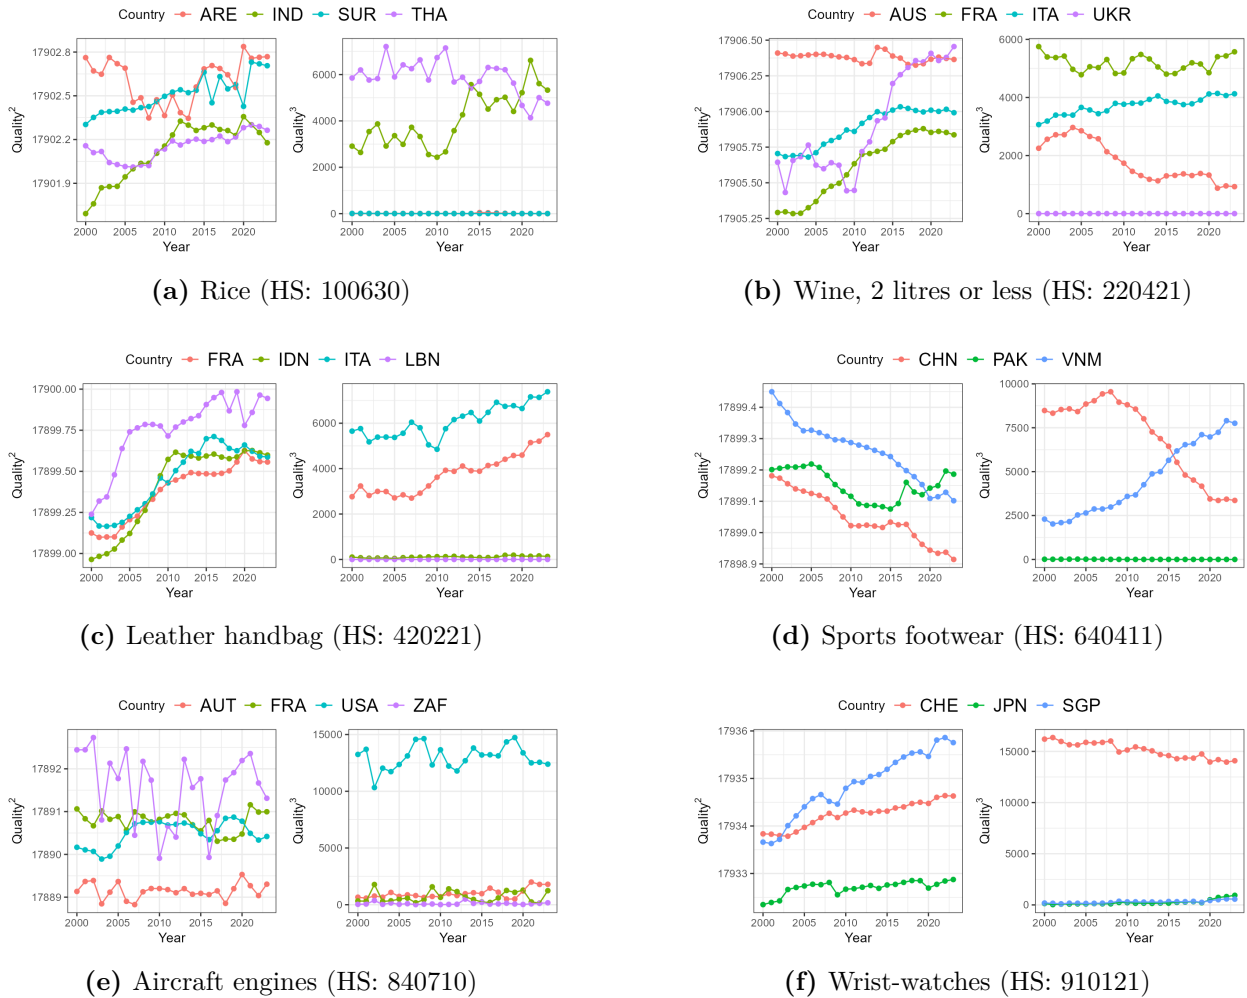 Country ARE IND SUR THA
Quality²
17902.8
17902.5
17902.2
17901.9
2000 2005 2010 2015 2020
Year
Quality³
6000
4000
2000
0
2000 2005 2010 2015 2020
Year
(a) Rice (HS: 100630)
Country AUS FRA ITA UKR
Quality²
17906.50
17906.25
17906.00
17905.75
17905.50
17905.25
2000 2005 2010 2015 2020
Year
Quality³
6000
4000
2000
0
2000 2005 2010 2015 2020
Year
(b) Wine, 2 litres or less (HS: 220421)
Country FRA IDN ITA LBN
Quality²
17900.00
17899.75
17899.50
17899.25
17899.00
2000 2005 2010 2015 2020
Year
Quality³
6000
4000
2000
0
2000 2005 2010 2015 2020
Year
(c) Leather handbag (HS: 420221)
Country CHN PAK VNM
Quality²
17899.4
17899.3
17899.2
17899.1
17899.0
17898.9
2000 2005 2010 2015 2020
Year
Quality³
10000
7500
5000
2500
0
2000 2005 2010 2015 2020
Year
(d) Sports footwear (HS: 640411)
Country AUT FRA USA ZAF
Quality²
17892
17891
17890
17889
2000 2005 2010 2015 2020
Year
Quality³
15000
10000
5000
0
2000 2005 2010 2015 2020
Year
(e) Aircraft engines (HS: 840710)
Country CHE JPN SGP
Quality²
17936
17935
17934
17933
2000 2005 2010 2015 2020
Year
Quality³
15000
10000
5000
0
2000 2005 2010 2015 2020
Year
(f) Wrist-watches (HS: 910121)